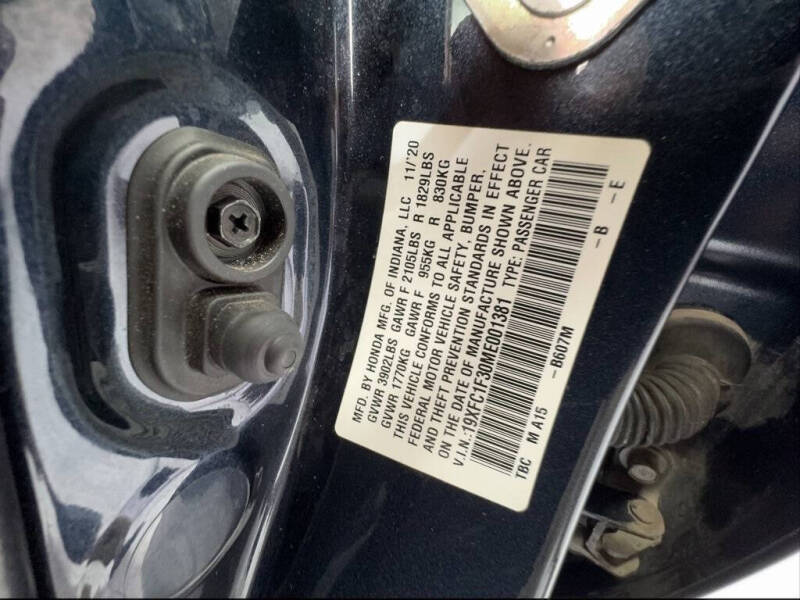 MFD. BY HONDA MFG. OF INDIANA, LLC 11/'20
GVWR 3902LBS GAWR F 2105LBS R 1829LBS
GVWR 1770KG GAWR F 955KG R 830KG
THIS VEHICLE CONFORMS TO ALL APPLICABLE
FEDERAL MOTOR VEHICLE SAFETY, BUMPER,
AND THEFT PREVENTION STANDARDS IN EFFECT
ON THE DATE OF MANUFACTURE SHOWN ABOVE.
V.I.N.:19XFC1F30ME001381 TYPE: PASSENGER CAR
TBC M A15 -B607M -B -E